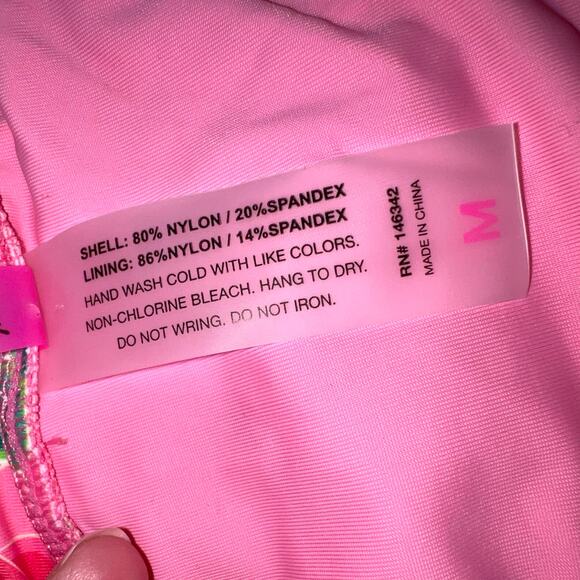 SHELL: 80% NYLON / 20%SPANDEX
LINING: 86%NYLON / 14%SPANDEX
HAND WASH COLD WITH LIKE COLORS.
NON-CHLORINE BLEACH. HANG TO DRY.
DO NOT WRING. DO NOT IRON.
RN# 146342
MADE IN CHINA
M